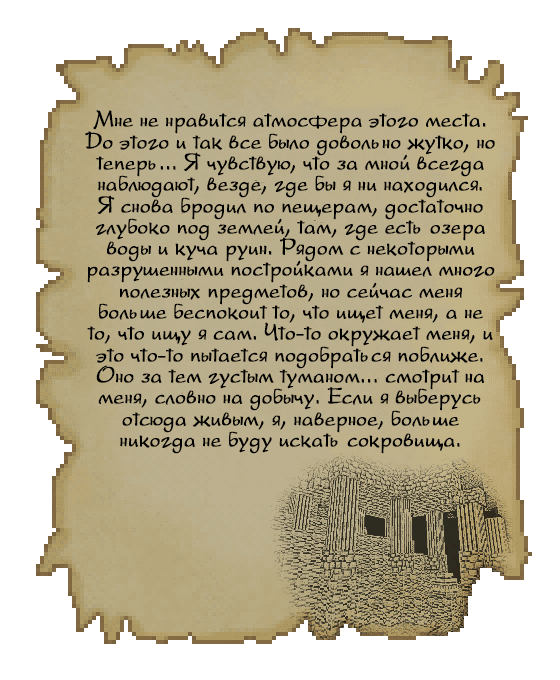 Мне не нравится атмосфера этого места.
До этого и так все было довольно жутко, но
теперь... Я чувствую, что за мной всегда
наблюдают, везде, где бы я ни находился.
Я снова бродил по пещерам, достаточно
глубоко под землей, там, где есть озера
воды и куча руин. Рядом с некоторыми
разрушенными постройками я нашел много
полезных предметов, но сейчас меня
больше беспокоит то, что ищет меня, а не
то, что ищу я сам. Что-то окружает меня, и
это что-то пытается подобраться поближе.
Оно за тем густым туманом... смотрит на
меня, словно на добычу. Если я выберусь
отсюда живым, я, наверное, больше
никогда не буду искать сокровища.